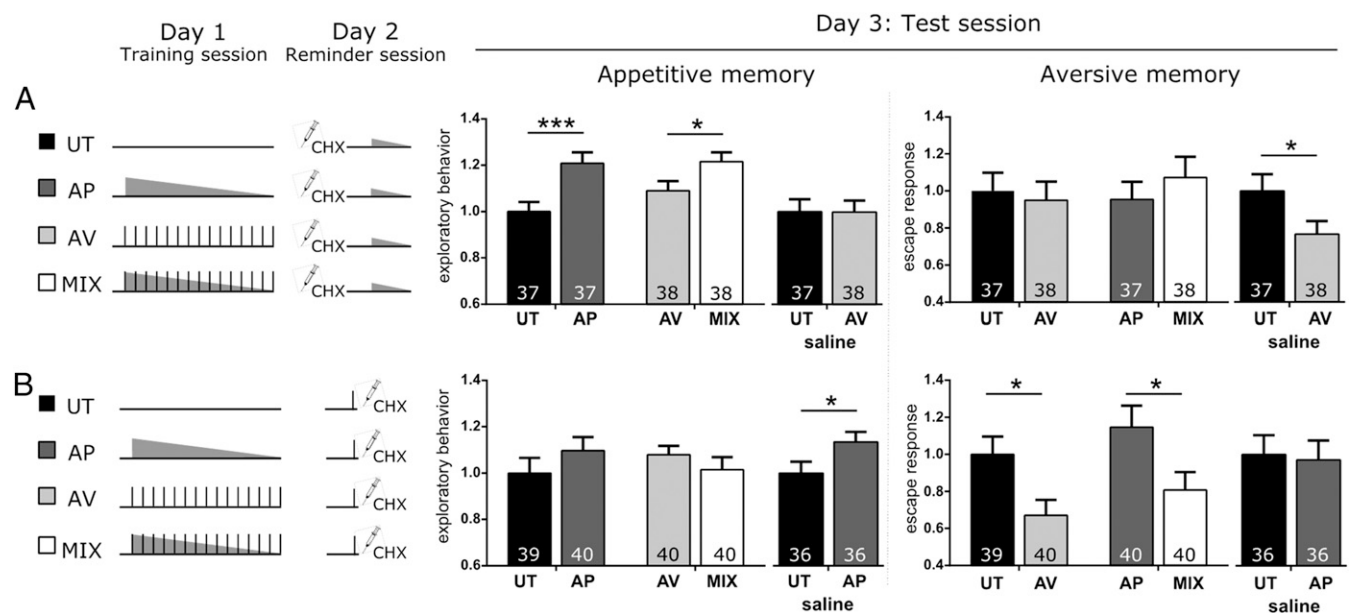 Day 1
Training session
Day 2
Reminder session
Day 3: Test session
Appetitive memory
Aversive memory
A
UT
AP
AV
MIX
CHX
CHX
CHX
CHX
exploratory behavior
1.4
1.2
1.0
0.8
0.6
***
*
37
37
38
38
37
38
UT
AP
AV
MIX
UT
AV
saline
escape response
1.4
1.2
1.0
0.8
0.6
0.4
*
37
38
37
38
37
38
UT
AV
AP
MIX
UT
AV
saline
B
UT
AP
AV
MIX
CHX
CHX
CHX
CHX
exploratory behavior
1.4
1.2
1.0
0.8
0.6
*
39
40
40
40
36
36
UT
AP
AV
MIX
UT
AP
saline
escape response
1.4
1.2
1.0
0.8
0.6
0.4
*
*
39
40
40
40
36
36
UT
AV
AP
MIX
UT
AP
saline